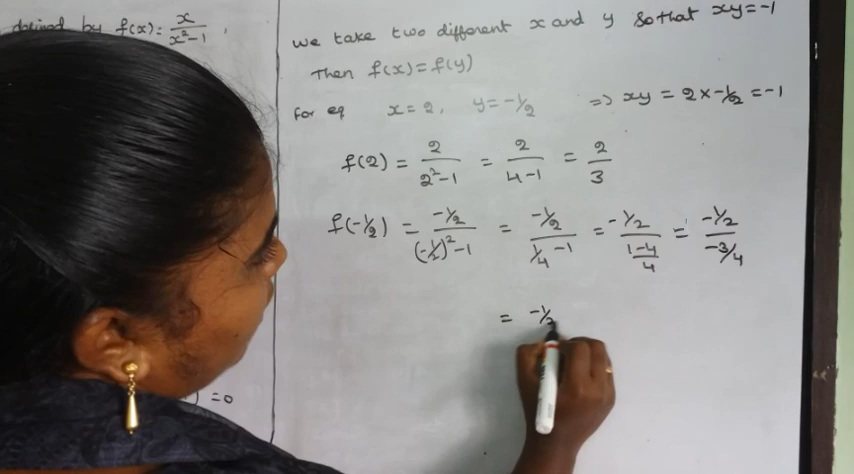 defined by f(x) = x/(x²-1),
) = 0
We take two different x and y so that xy = -1
Then f(x) = f(y)
For eg x = 2, y = -1/2 => xy = 2 × -1/2 = -1
f(2) = 2/(2²-1) = 2/(4-1) = 2/3
f(-1/2) = (-1/2)/((-1/2)²-1) = (-1/2)/(1/4 -1) = (-1/2)/((1-4)/4) = (-1/2)/(-3/4)
= -1/2